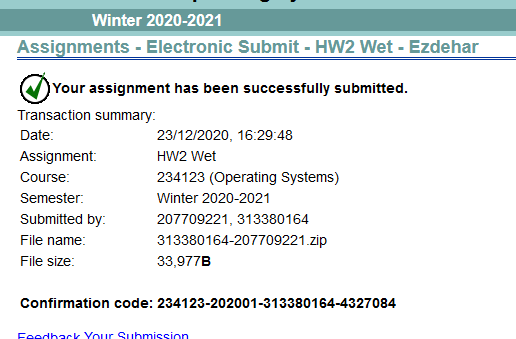 Winter 2020-2021
Assignments - Electronic Submit - HW2 Wet - Ezdehar
Your assignment has been successfully submitted.
Transaction summary:
Date: 23/12/2020, 16:29:48
Assignment: HW2 Wet
Course: 234123 (Operating Systems)
Semester: Winter 2020-2021
Submitted by: 207709221, 313380164
File name: 313380164-207709221.zip
File size: 33,977B
Confirmation code: 234123-202001-313380164-4327084
Feedback Your Submission